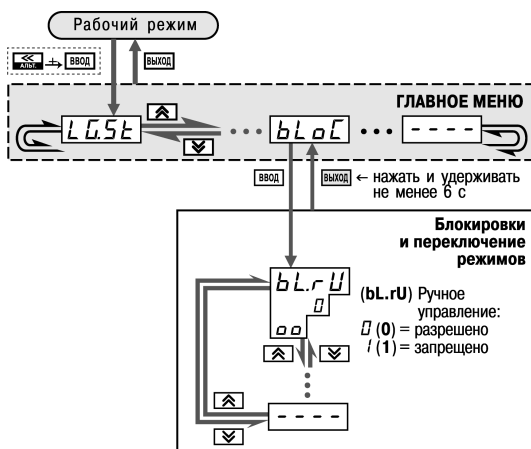 Рабочий режим
≪ АЛЬТ. + ВВОД
ВЫХОД
ГЛАВНОЕ МЕНЮ
LG.St ••• bLoC ••• - - - -
ВВОД ВЫХОД ← нажать и удерживать
не менее 6 с
Блокировки
и переключение
режимов
bL.rU
0
oo
(bL.rU) Ручное
управление:
0 (0) = разрешено
1 (1) = запрещено
- - - -